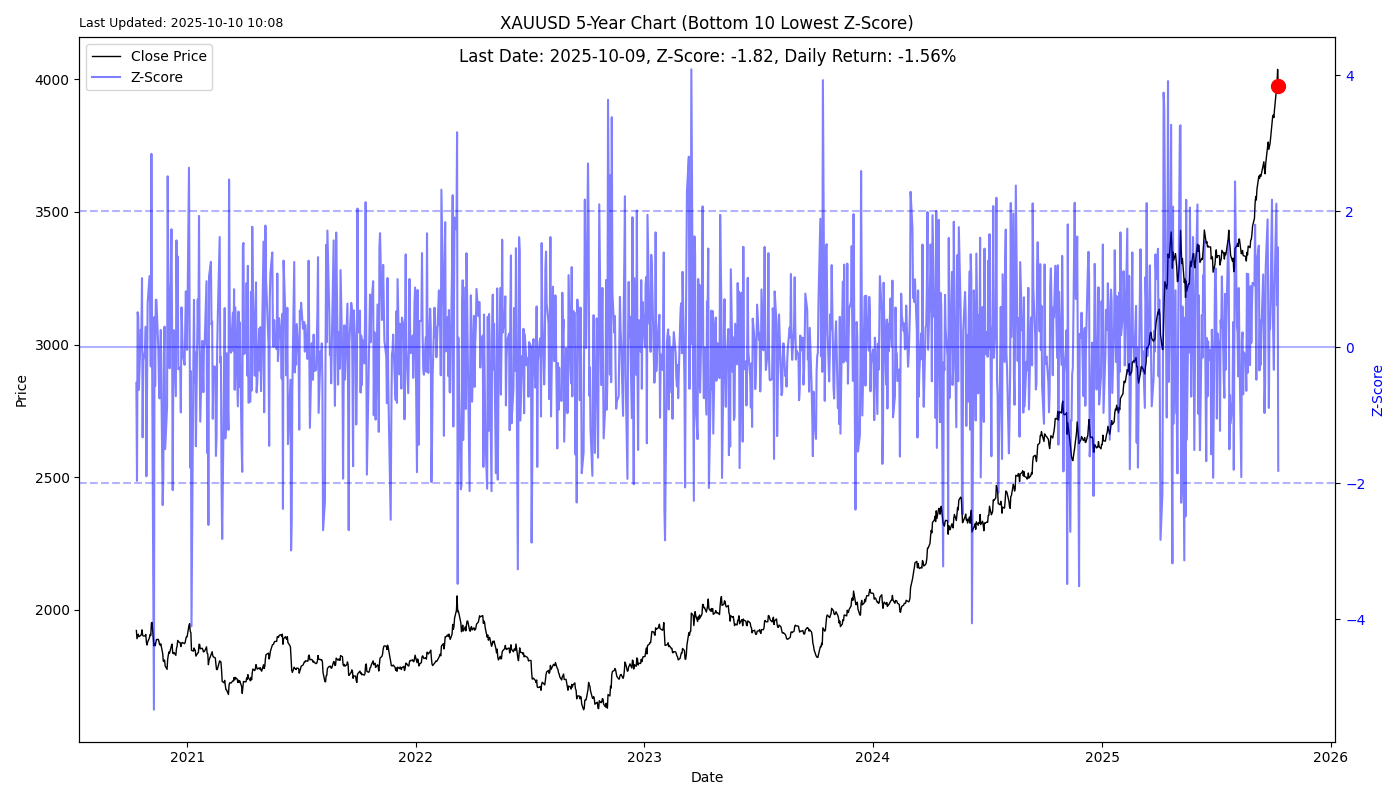 Last Updated: 2025-10-10 10:08
XAUUSD 5-Year Chart (Bottom 10 Lowest Z-Score)
Last Date: 2025-10-09, Z-Score: -1.82, Daily Return: -1.56%
Close Price
Z-Score
4000
3500
3000
2500
2000
Price
4
2
0
−2
−4
Z-Score
2021
2022
2023
2024
2025
2026
Date